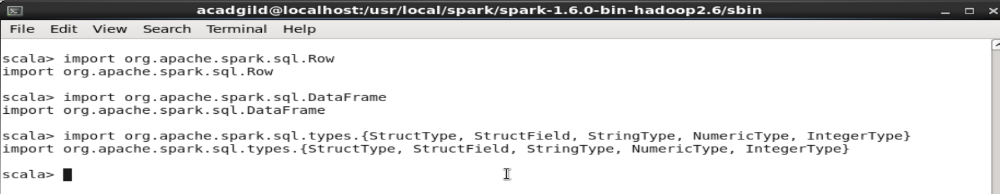 acadgild@localhost:/usr/local/spark/spark-1.6.0-bin-hadoop2.6/sbin
File Edit View Search Terminal Help
scala> import org.apache.spark.sql.Row
import org.apache.spark.sql.Row
scala> import org.apache.spark.sql.DataFrame
import org.apache.spark.sql.DataFrame
scala> import org.apache.spark.sql.types.{StructType, StructField, StringType, NumericType, IntegerType}
import org.apache.spark.sql.types.{StructType, StructField, StringType, NumericType, IntegerType}
scala>